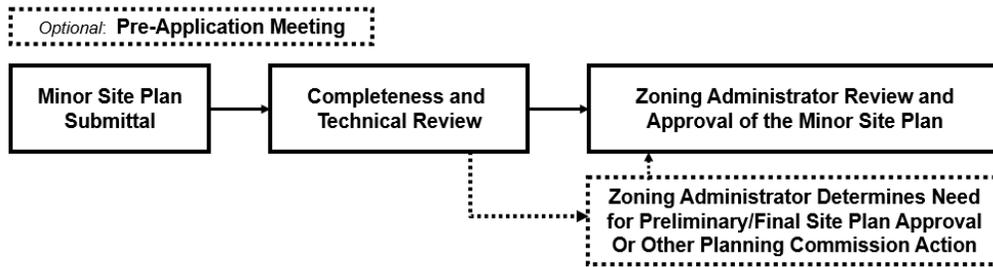 Optional: Pre-Application Meeting
Minor Site Plan
Submittal
Completeness and
Technical Review
Zoning Administrator Review and
Approval of the Minor Site Plan
Zoning Administrator Determines Need
for Preliminary/Final Site Plan Approval
Or Other Planning Commission Action